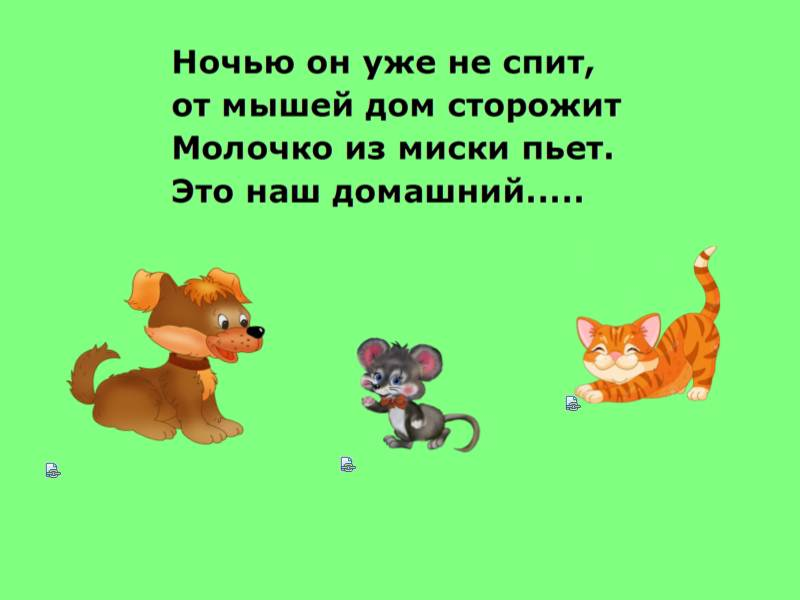 Ночью он уже не спит,
от мышей дом сторожит
Молочко из миски пьет.
Это наш домашний.....